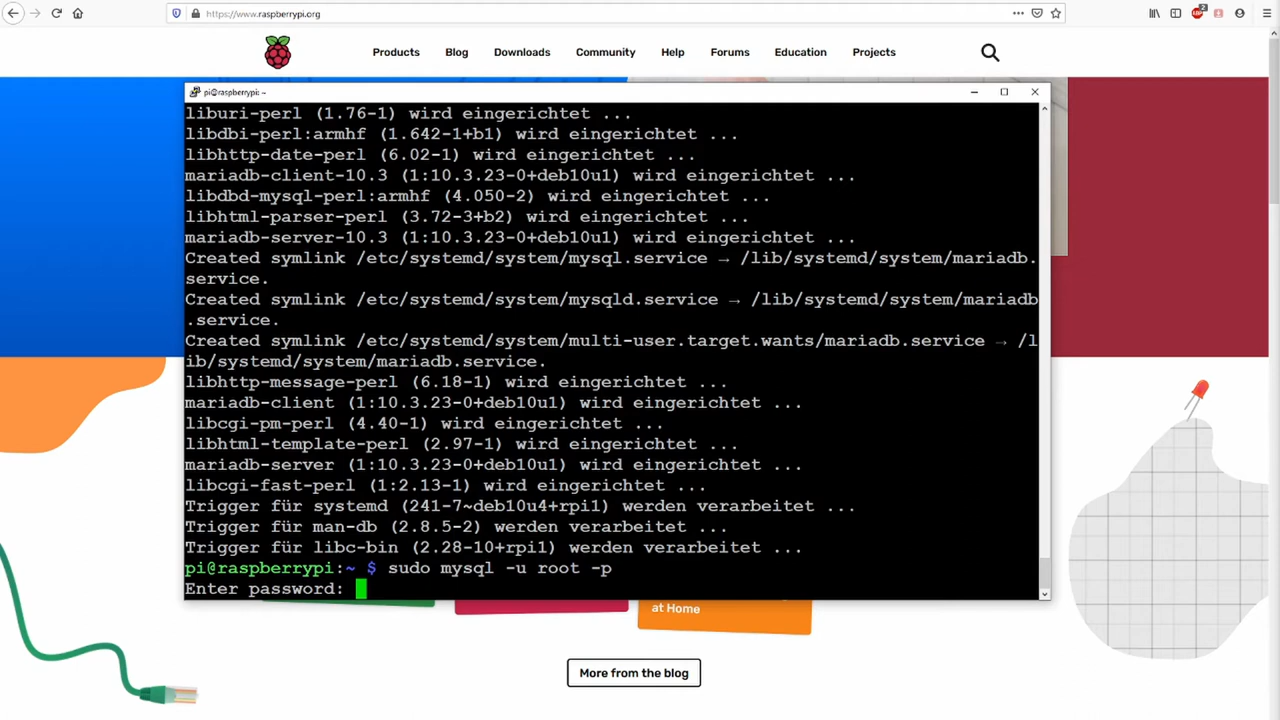 https://www.raspberrypi.org
2
Products Blog Downloads Community Help Forums Education Projects
pi@raspberrypi: ~
liburi-perl (1.76-1) wird eingerichtet ...
libdbi-perl:armhf (1.642-1+b1) wird eingerichtet ...
libhttp-date-perl (6.02-1) wird eingerichtet ...
mariadb-client-10.3 (1:10.3.23-0+deb10u1) wird eingerichtet ...
libdbd-mysql-perl:armhf (4.050-2) wird eingerichtet ...
libhtml-parser-perl (3.72-3+b2) wird eingerichtet ...
mariadb-server-10.3 (1:10.3.23-0+deb10u1) wird eingerichtet ...
Created symlink /etc/systemd/system/mysql.service → /lib/systemd/system/mariadb.
service.
Created symlink /etc/systemd/system/mysqld.service → /lib/systemd/system/mariadb
.service.
Created symlink /etc/systemd/system/multi-user.target.wants/mariadb.service → /l
ib/systemd/system/mariadb.service.
libhttp-message-perl (6.18-1) wird eingerichtet ...
mariadb-client (1:10.3.23-0+deb10u1) wird eingerichtet ...
libcgi-pm-perl (4.40-1) wird eingerichtet ...
libhtml-template-perl (2.97-1) wird eingerichtet ...
mariadb-server (1:10.3.23-0+deb10u1) wird eingerichtet ...
libcgi-fast-perl (1:2.13-1) wird eingerichtet ...
Trigger für systemd (241-7~deb10u4+rpi1) werden verarbeitet ...
Trigger für man-db (2.8.5-2) werden verarbeitet ...
Trigger für libc-bin (2.28-10+rpi1) werden verarbeitet ...
pi@raspberrypi:~ $ sudo mysql -u root -p
Enter password:
at Home
More from the blog